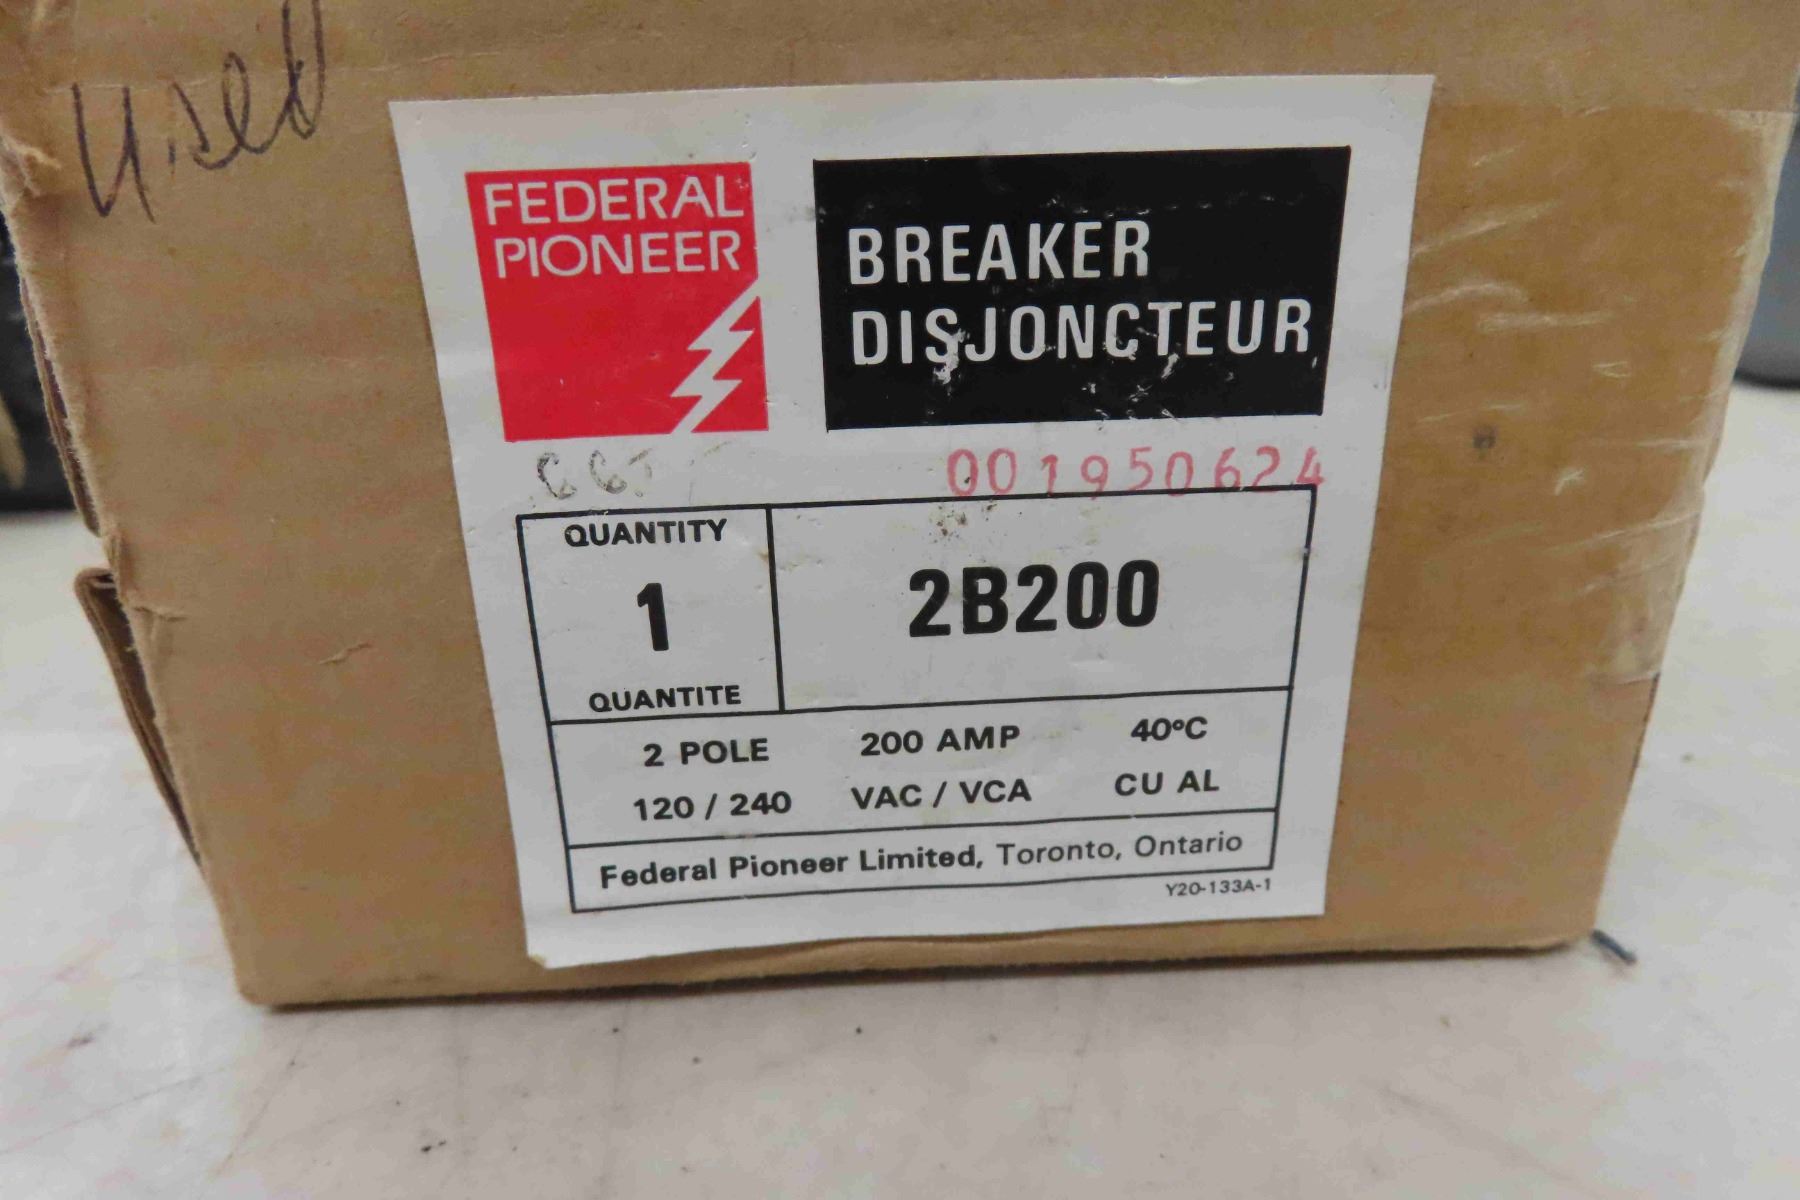 Used
FEDERAL
PIONEER
BREAKER
DISJONCTEUR
001950624
QUANTITY
1
QUANTITE
2B200
2 POLE 200 AMP 40°C
120 / 240 VAC / VCA CU AL
Federal Pioneer Limited, Toronto, Ontario
Y20-133A-1